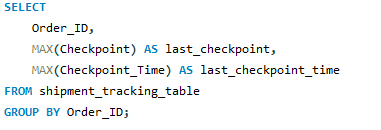 SELECT
Order_ID,
MAX(Checkpoint) AS last_checkpoint,
MAX(Checkpoint_Time) AS last_checkpoint_time
FROM shipment_tracking_table
GROUP BY Order_ID;